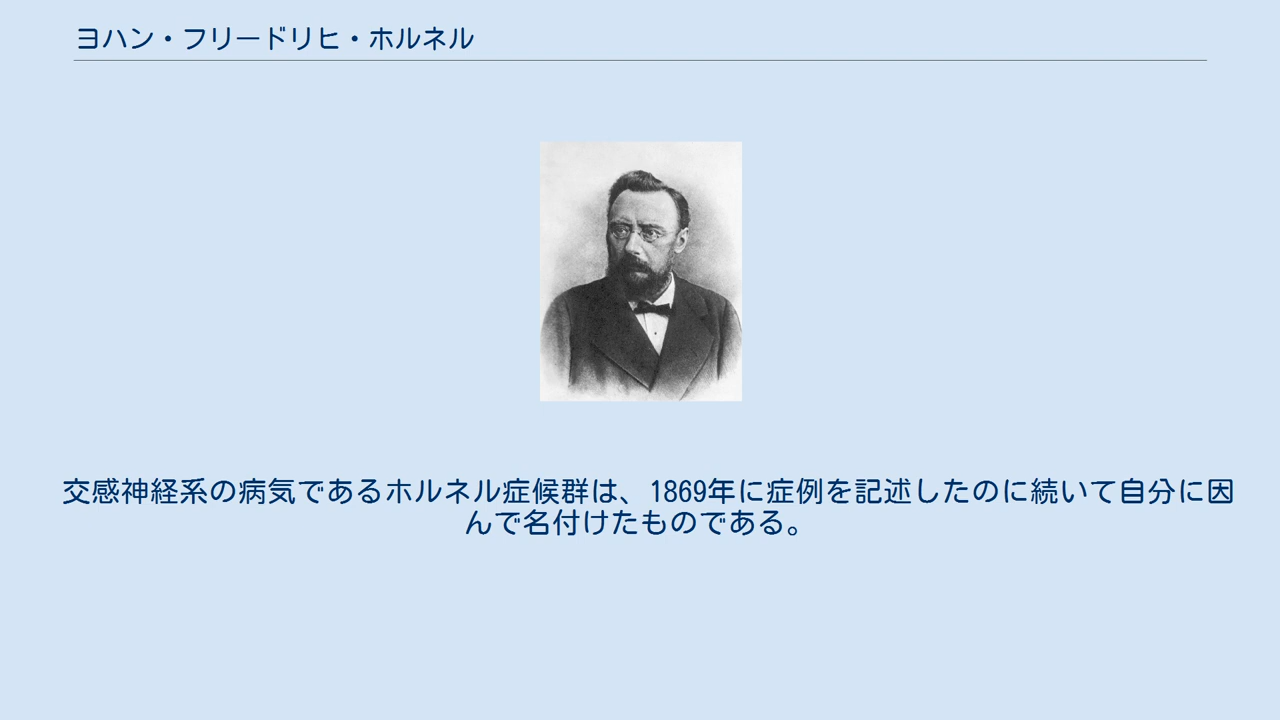 ヨハン・フリードリヒ・ホルネル
交感神経系の病気であるホルネル症候群は、1869年に症例を記述したのに続いて自分に因
んで名付けたものである。